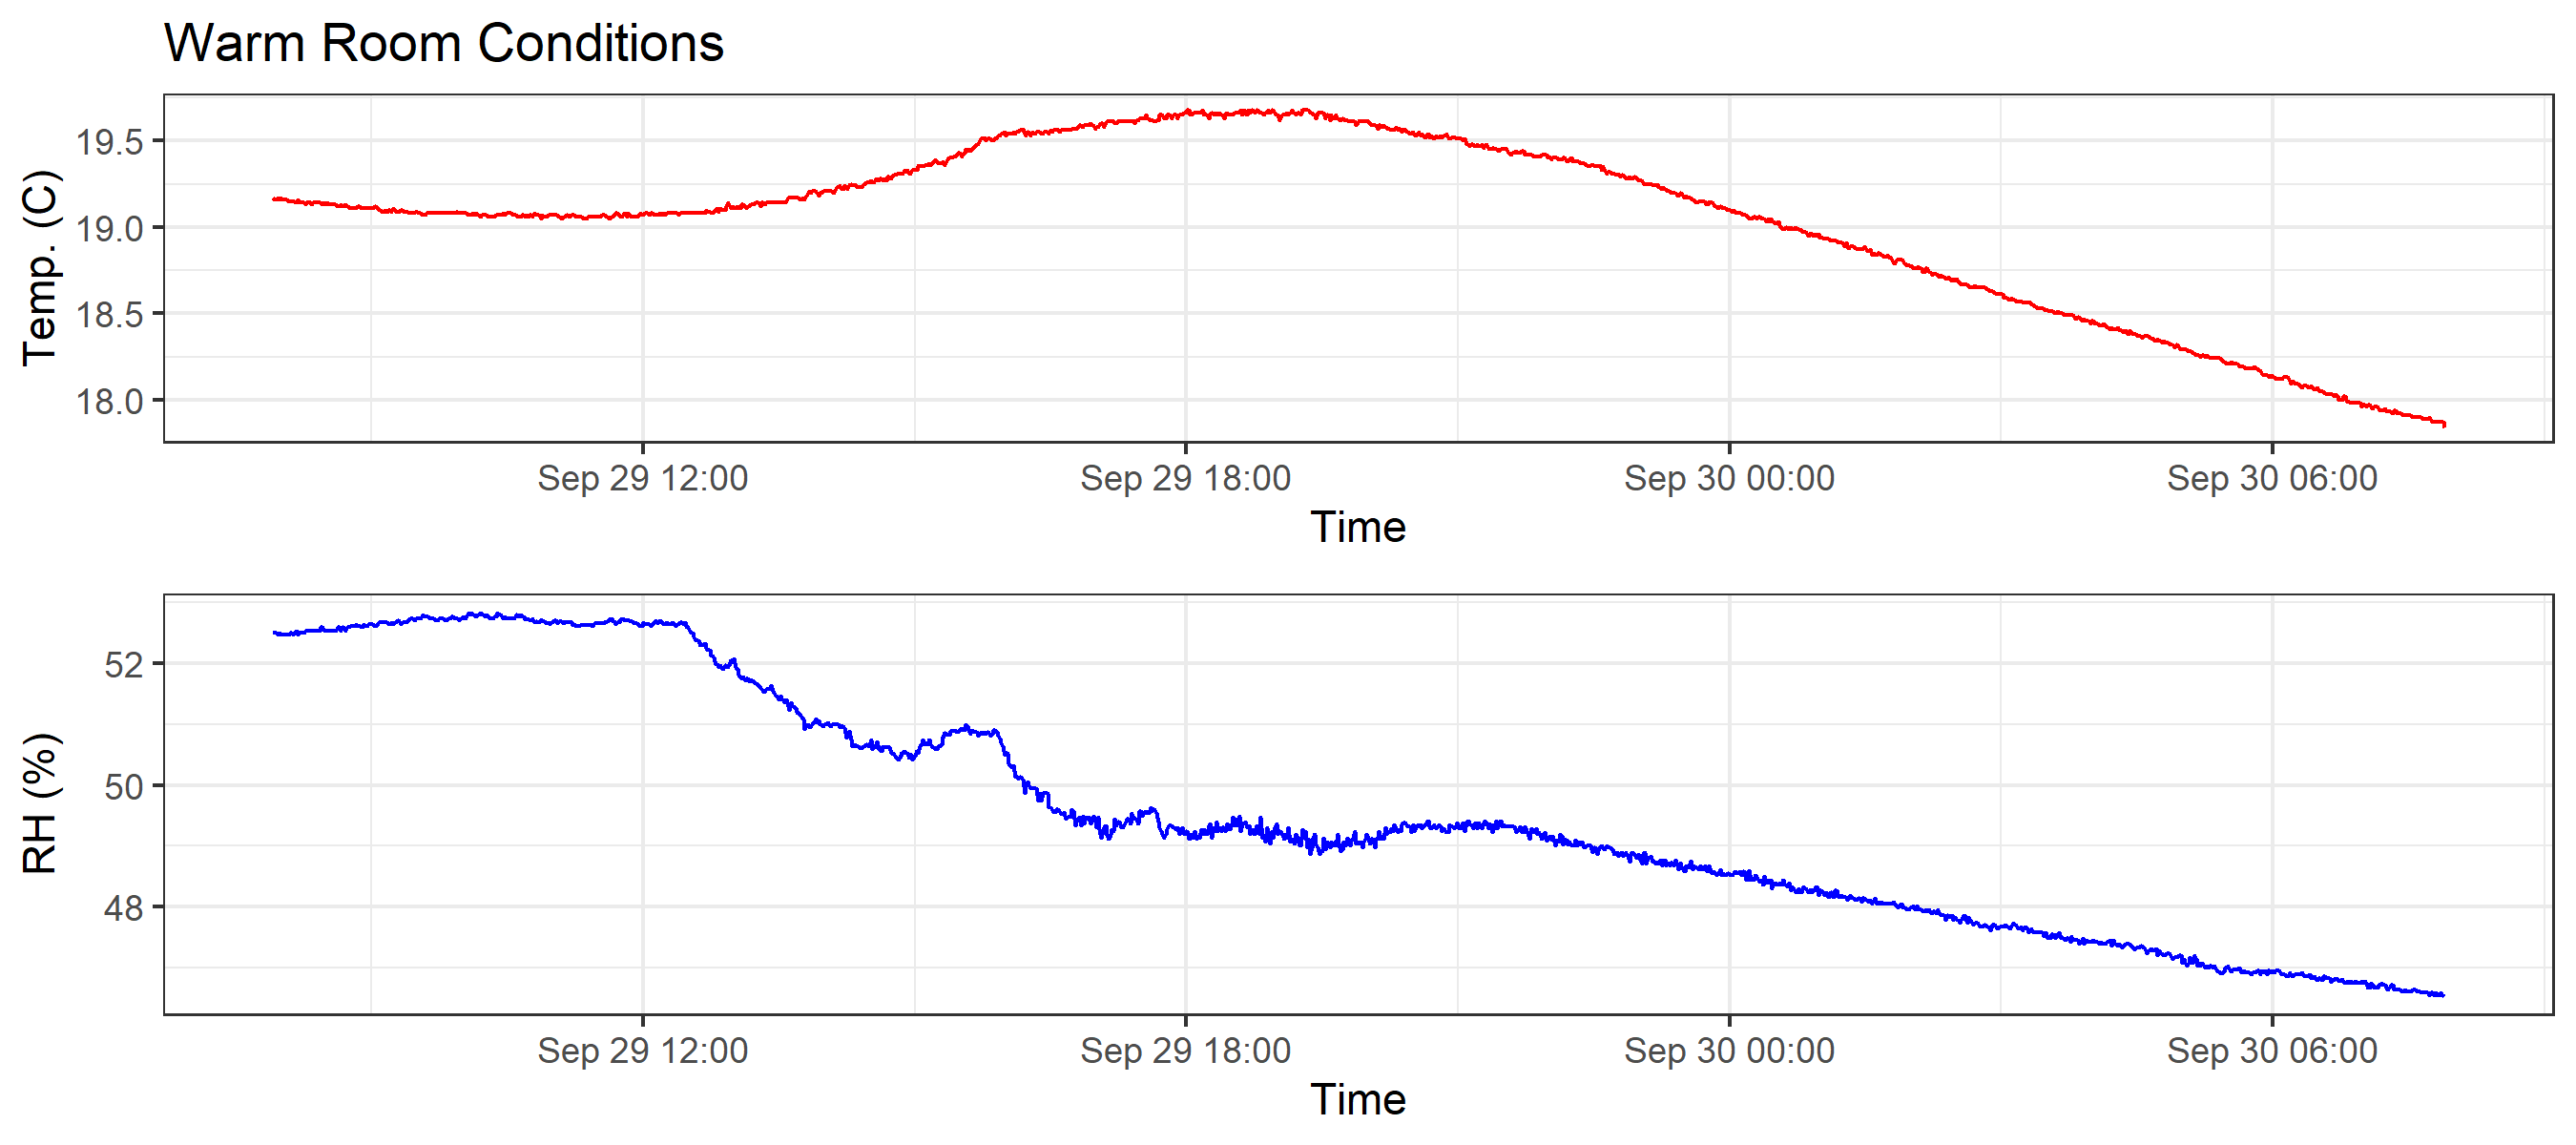 Warm Room Conditions
Temp. (C)
19.5
19.0
18.5
18.0
Sep 29 12:00 Sep 29 18:00 Sep 30 00:00 Sep 30 06:00
Time
RH (%)
52
50
48
Sep 29 12:00 Sep 29 18:00 Sep 30 00:00 Sep 30 06:00
Time